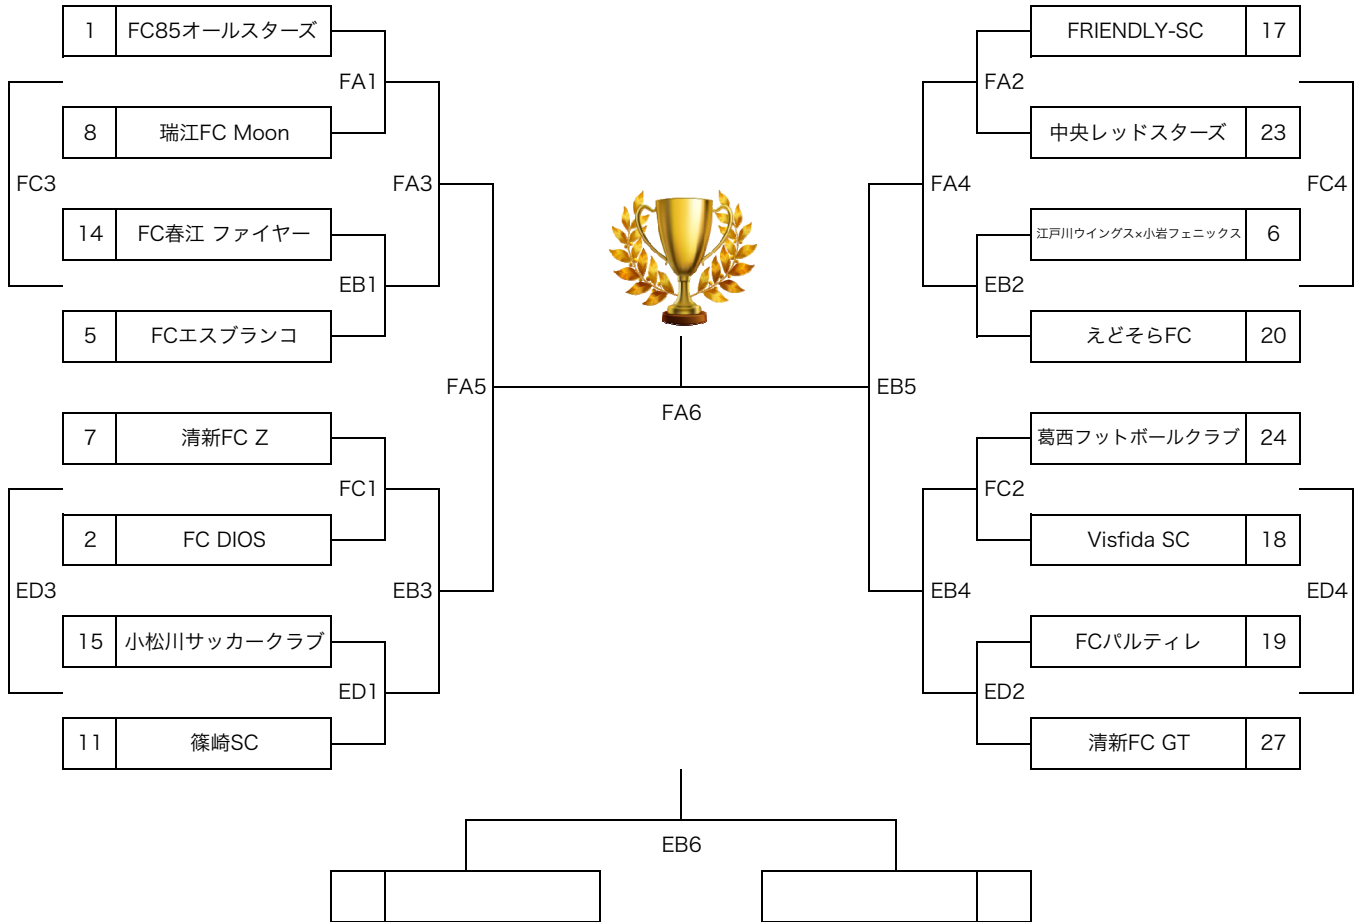 1 FC85オールスターズ
FRIENDLY-SC 17
FA1
FA2
8 瑞江FC Moon
中央レッドスターズ 23
FC3
FA3
FA4
FC4
14 FC春江 ファイヤー
江戸川ウイングス×小岩フェニックス 6
EB1
EB2
5 FCエスブランコ
えどそらFC 20
FA5
EB5
FA6
7 清新FC Z
葛西フットボールクラブ 24
FC1
FC2
2 FC DIOS
Visfida SC 18
ED3
EB3
EB4
ED4
15 小松川サッカークラブ
FCパルティレ 19
ED1
ED2
11 篠崎SC
清新FC GT 27
EB6